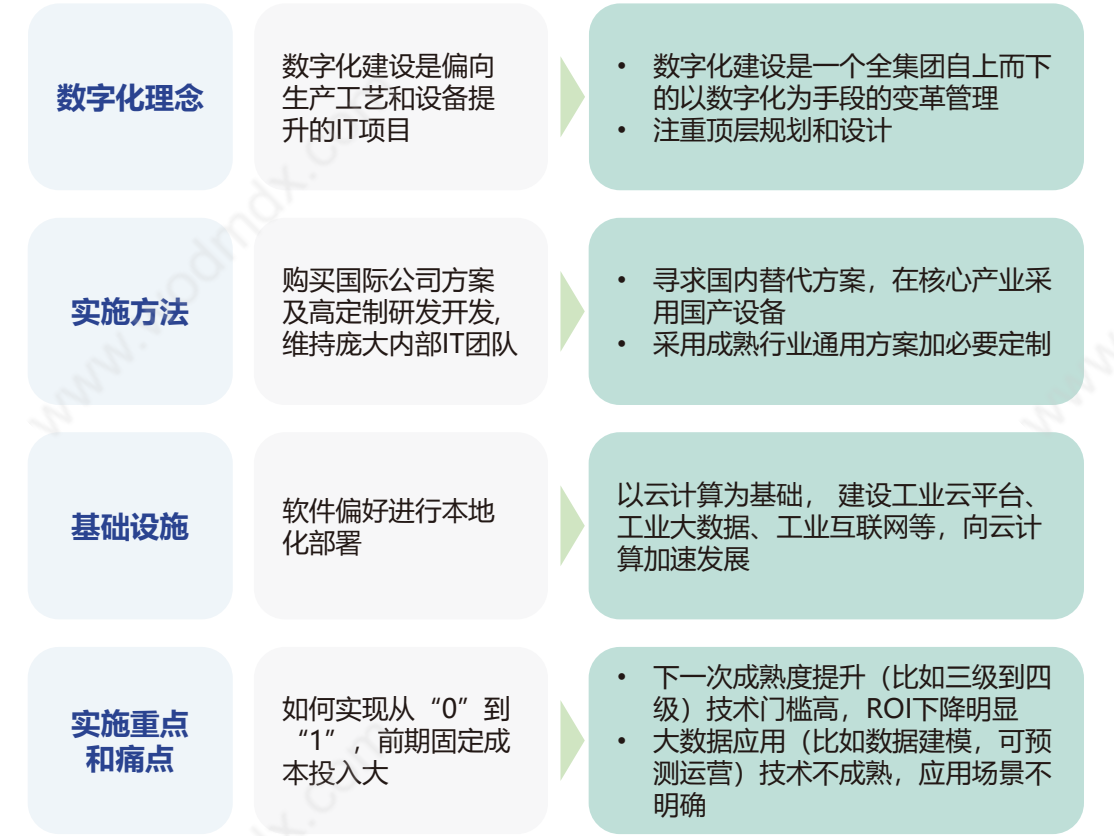 数字化理念
数字化建设是偏向
生产工艺和设备提
升的IT项目
• 数字化建设是一个全集团自上而下
的以数字化为手段的变革管理
• 注重顶层规划和设计
实施方法
购买国际公司方案
及高定制研发开发,
维持庞大内部IT团队
• 寻求国内替代方案，在核心产业采
用国产设备
• 采用成熟行业通用方案加必要定制
基础设施
软件偏好进行本地
化部署
以云计算为基础， 建设工业云平台、
工业大数据、工业互联网等，向云计
算加速发展
实施重点
和痛点
如何实现从“0”到
“1”，前期固定成
本投入大
• 下一次成熟度提升（比如三级到四
级）技术门槛高，ROI下降明显
• 大数据应用（比如数据建模，可预
测运营）技术不成熟，应用场景不
明确